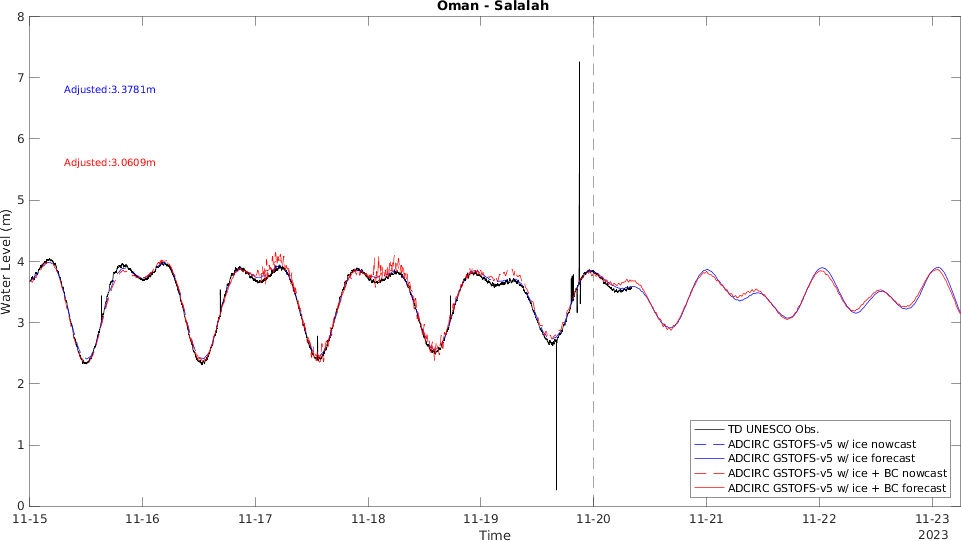 Oman - Salalah
8
7
6
5
4
3
2
1
0
Water Level (m)
Adjusted:3.3781m
Adjusted:3.0609m
TD UNESCO Obs.
ADCIRC GSTOFS-v5 w/ ice nowcast
ADCIRC GSTOFS-v5 w/ ice forecast
ADCIRC GSTOFS-v5 w/ ice + BC nowcast
ADCIRC GSTOFS-v5 w/ ice + BC forecast
11-15 11-16 11-17 11-18 11-19 11-20 11-21 11-22 11-23
Time
2023